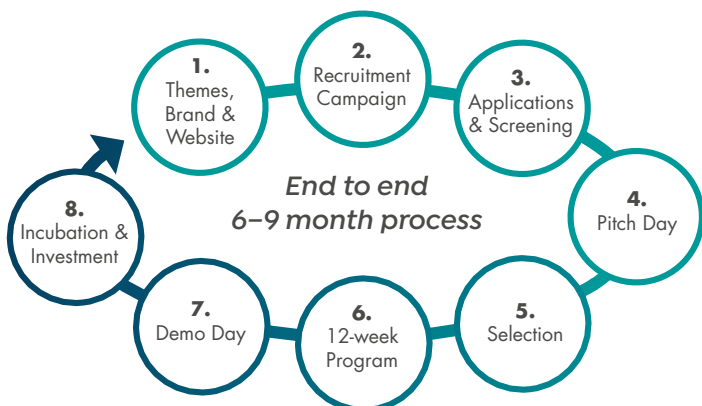 1.
Themes,
Brand &
Website
2.
Recruitment
Campaign
3.
Applications
& Screening
4.
Pitch Day
5.
Selection
6.
12-week
Program
7.
Demo Day
8.
Incubation &
Investment
End to end
6–9 month process